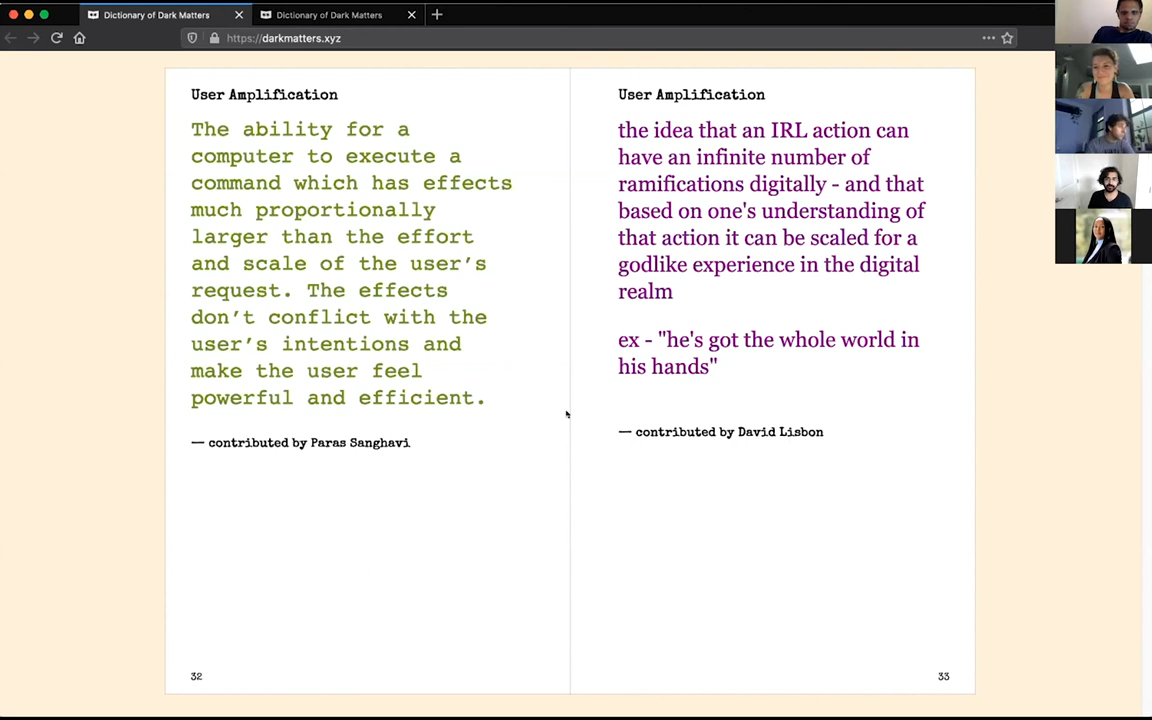 Dictionary of Dark Matters
Dictionary of Dark Matters
https://darkmatters.xyz
User Amplification
The ability for a
computer to execute a
command which has effects
much proportionally
larger than the effort
and scale of the user’s
request. The effects
don’t conflict with the
user’s intentions and
make the user feel
powerful and efficient.
— contributed by Paras Sanghavi
32
User Amplification
the idea that an IRL action can
have an infinite number of
ramifications digitally - and that
based on one's understanding of
that action it can be scaled for a
godlike experience in the digital
realm
ex - "he's got the whole world in
his hands"
— contributed by David Lisbon
33